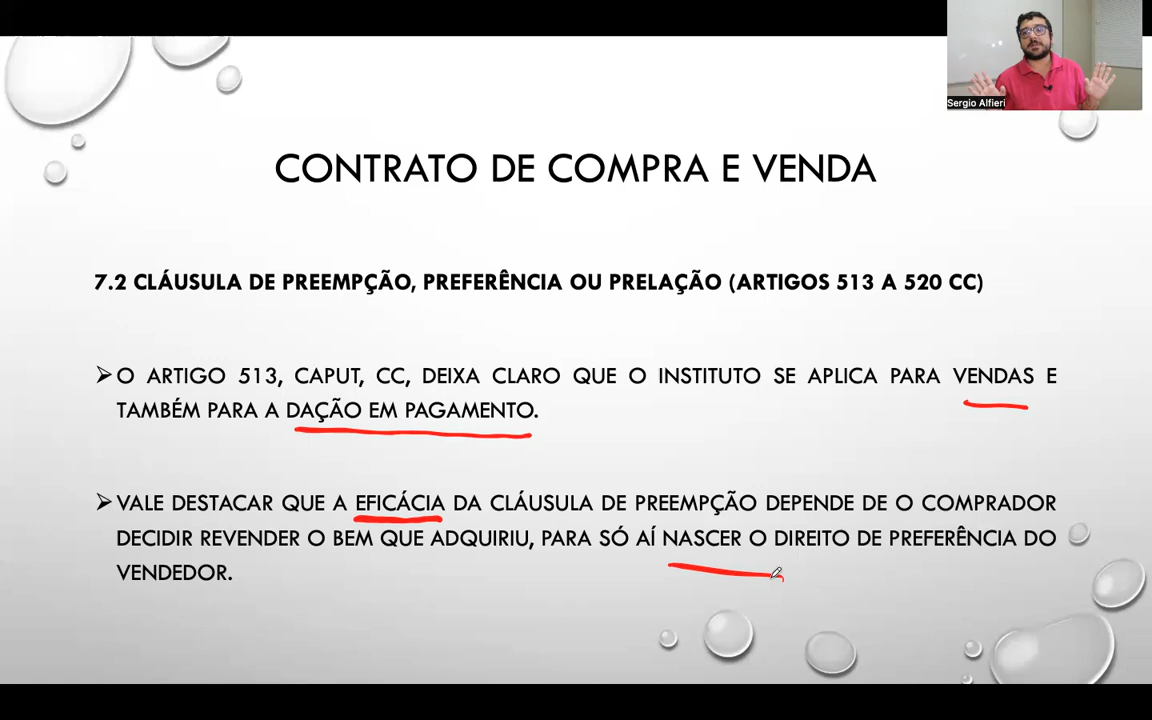 Sergio Alfieri
CONTRATO DE COMPRA E VENDA
7.2 CLÁUSULA DE PREEMPÇÃO, PREFERÊNCIA OU PRELAÇÃO (ARTIGOS 513 A 520 CC)
O ARTIGO 513, CAPUT, CC, DEIXA CLARO QUE O INSTITUTO SE APLICA PARA VENDAS E
TAMBÉM PARA A DAÇÃO EM PAGAMENTO.
VALE DESTACAR QUE A EFICÁCIA DA CLÁUSULA DE PREEMPÇÃO DEPENDE DE O COMPRADOR
DECIDIR REVENDER O BEM QUE ADQUIRIU, PARA SÓ AÍ NASCER O DIREITO DE PREFERÊNCIA DO
VENDEDOR.